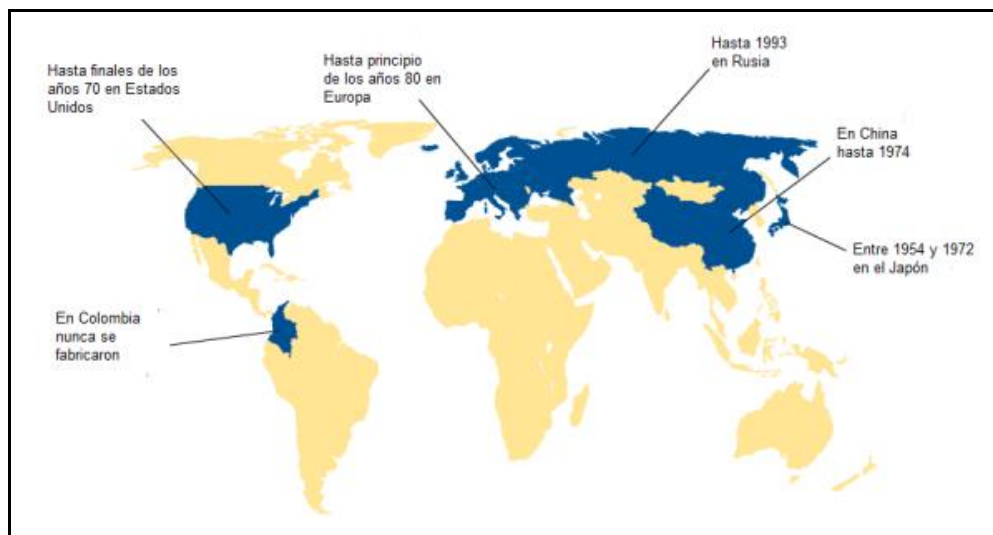 Hasta finales de los
años 70 en Estados
Unidos
Hasta principio
de los años 80 en
Europa
Hasta 1993
en Rusia
En China
hasta 1974
Entre 1954 y 1972
en el Japón
En Colombia
nunca se
fabricaron